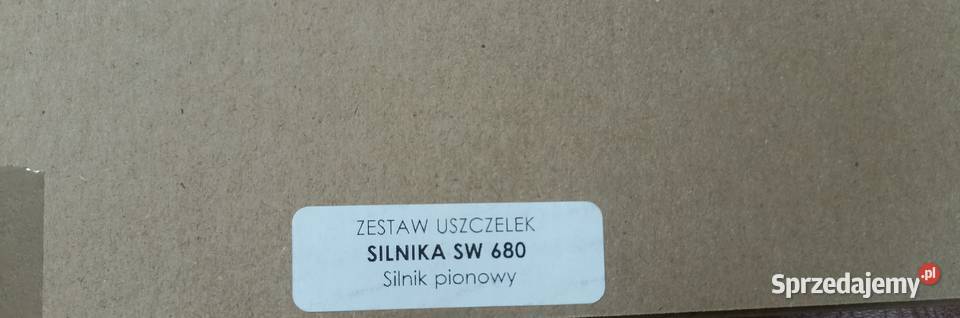 ZESTAW USZCZELEK
SILNIKA SW 680
Silnik pionowy
Sprzedajemy.pl